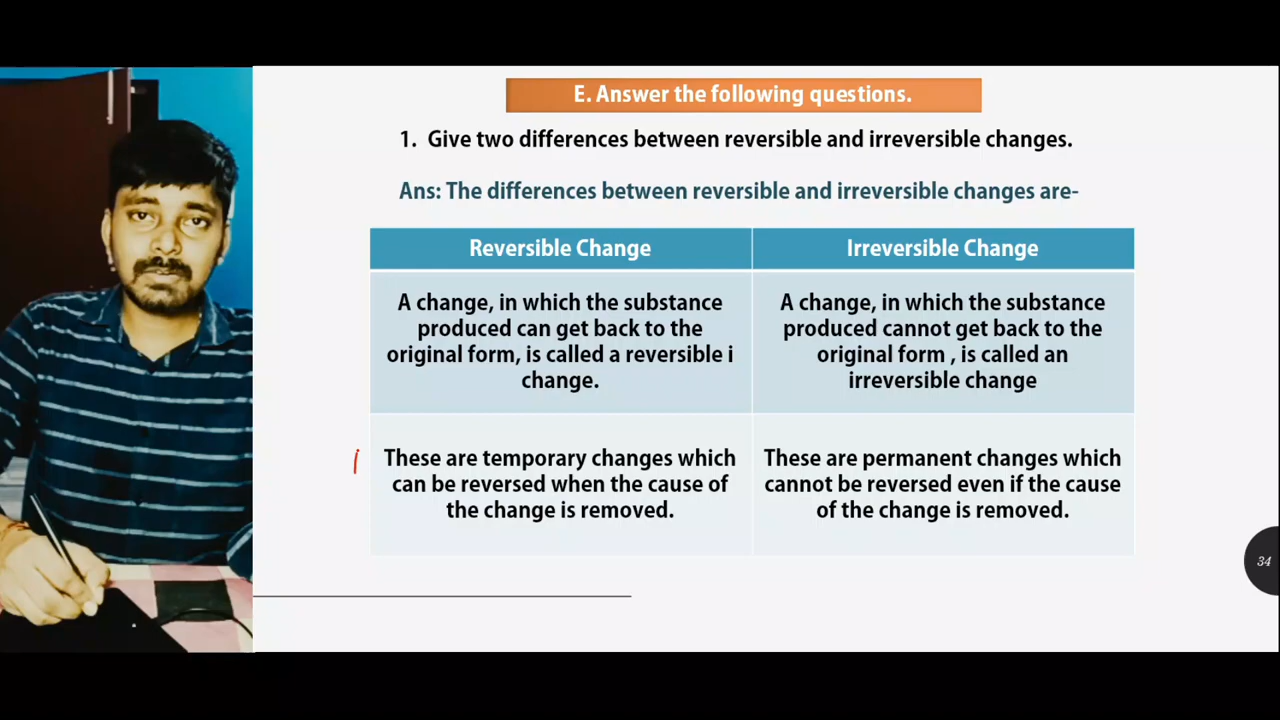 E. Answer the following questions.
1. Give two differences between reversible and irreversible changes.
Ans: The differences between reversible and irreversible changes are-
Reversible Change
Irreversible Change
A change, in which the substance
produced can get back to the
original form, is called a reversible i
change.
A change, in which the substance
produced cannot get back to the
original form , is called an
irreversible change
These are temporary changes which
can be reversed when the cause of
the change is removed.
These are permanent changes which
cannot be reversed even if the cause
of the change is removed.
34